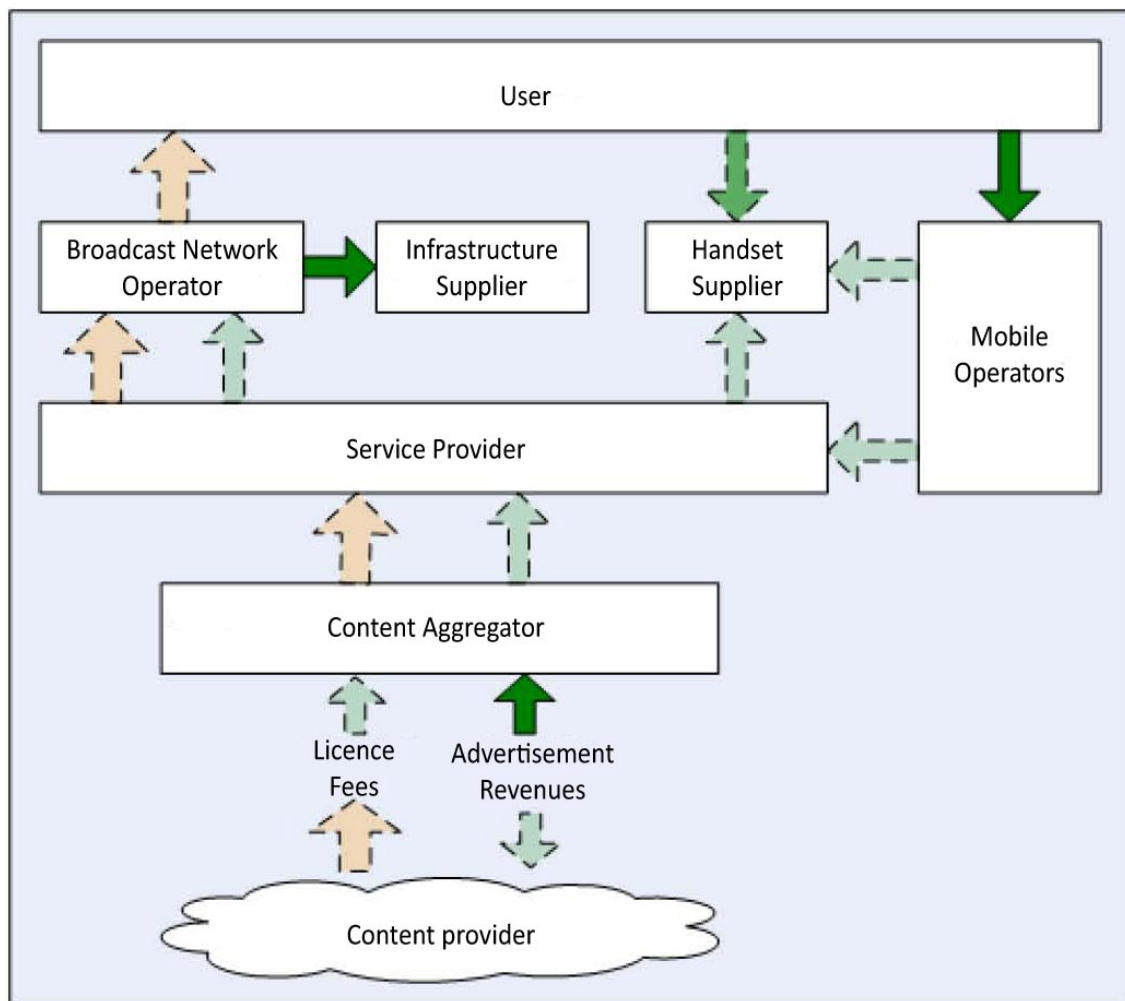 User
Broadcast Network
Operator
Infrastructure
Supplier
Handset
Supplier
Mobile
Operators
Service Provider
Content Aggregator
Licence
Fees
Advertisement
Revenues
Content provider